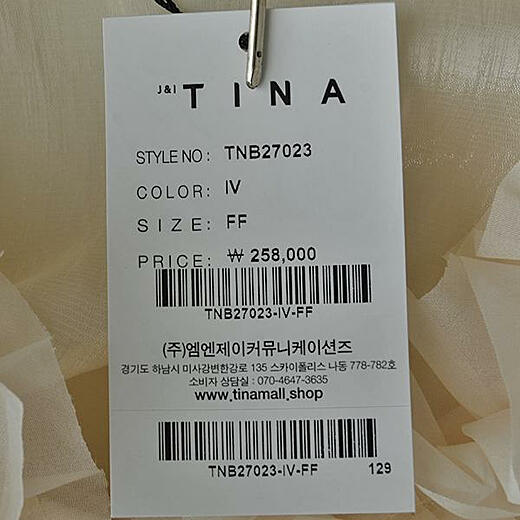 J&I TINA
STYLE NO: TNB27023
COLOR: IV
SIZE: FF
PRICE: ₩ 258,000
TNB27023-IV-FF
(주)엠엔제이커뮤니케이션즈
경기도 하남시 미사강변한강로 135 스카이폴리스 나동 778-782호
소비자 상담실 : 070-4647-3635
www.tinamall.shop
TNB27023-IV-FF 129